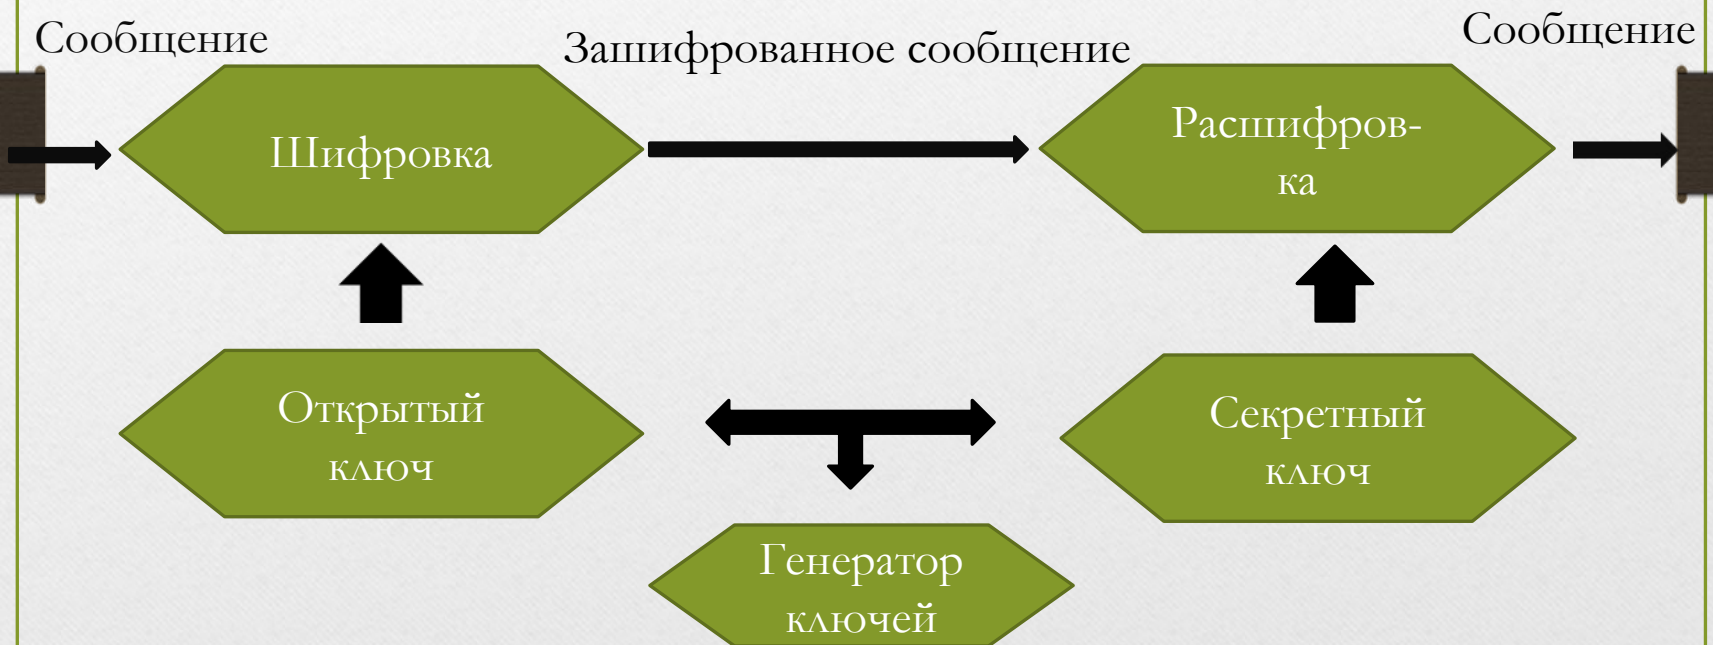 Сообщение
Зашифрованное сообщение
Сообщение
Шифровка
Расшифров-
ка
Открытый
ключ
Секретный
ключ
Генератор
ключей